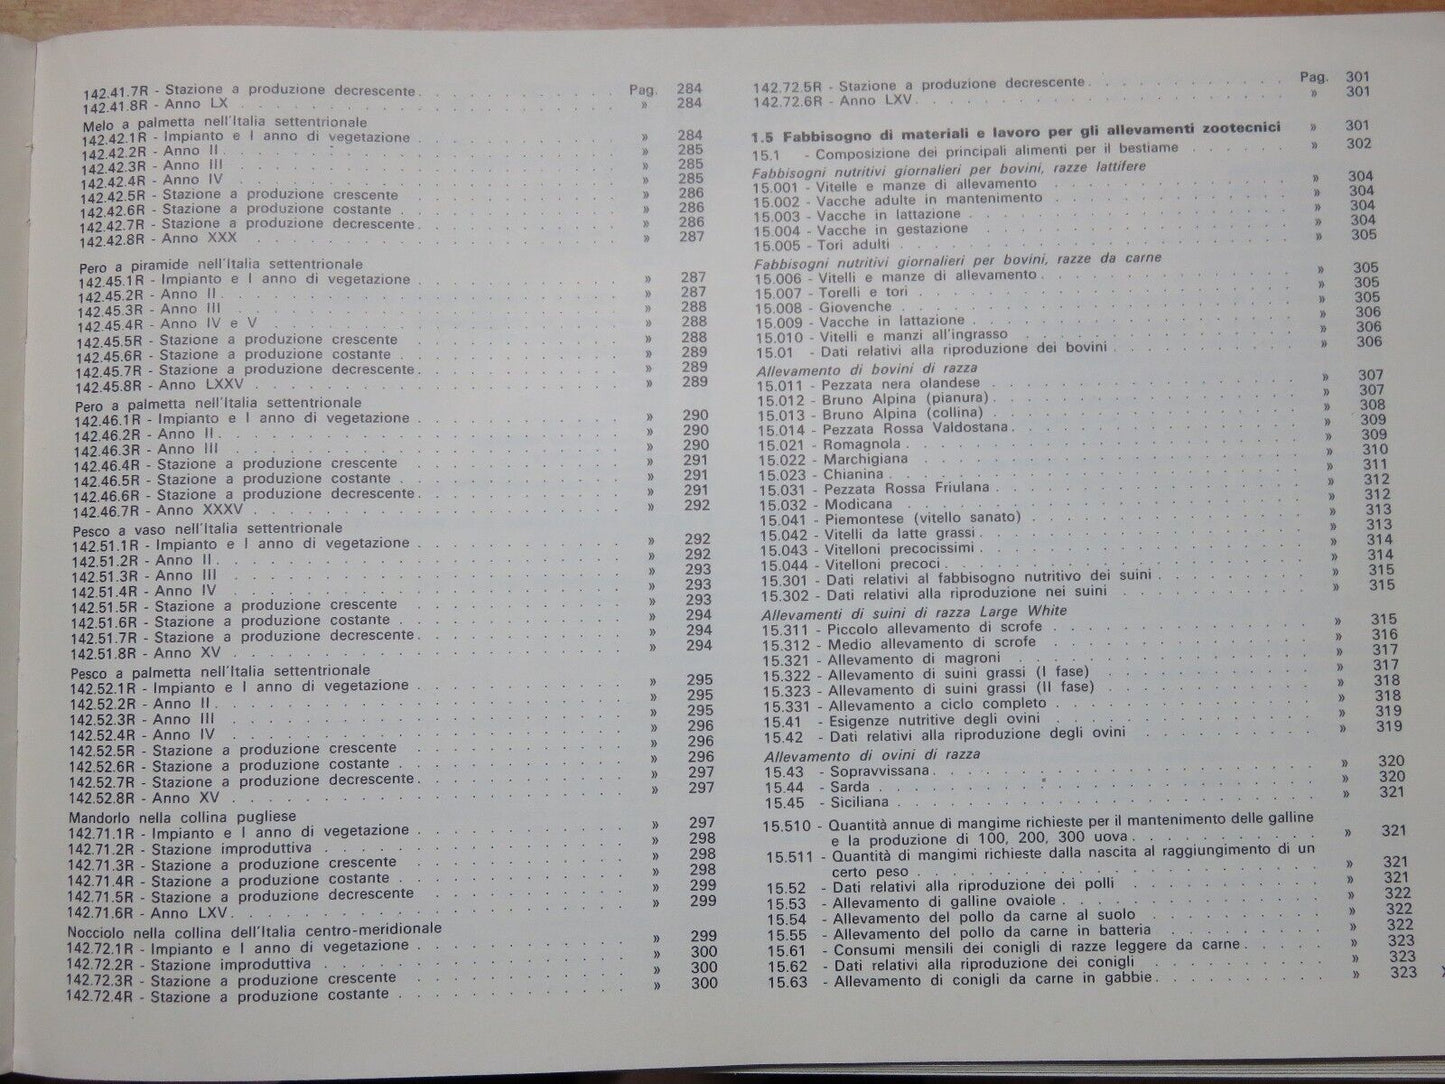 142.41.7R - Stazione a produzione decrescente . . . Pag. 284
142.41.8R - Anno LX . . . » 284
Melo a palmetta nell'Italia settentrionale
142.42.1R - Impianto e I anno di vegetazione . . . » 284
142.42.2R - Anno II . . . » 285
142.42.3R - Anno III . . . » 285
142.42.4R - Anno IV . . . » 285
142.42.5R - Stazione a produzione crescente . . . » 286
142.42.6R - Stazione a produzione costante . . . » 286
142.42.7R - Stazione a produzione decrescente . . . » 286
142.42.8R - Anno XXX . . . » 287
Pero a piramide nell'Italia settentrionale
142.45.1R - Impianto e I anno di vegetazione . . . » 287
142.45.2R - Anno II . . . » 287
142.45.3R - Anno III . . . » 288
142.45.4R - Anno IV e V . . . » 288
142.45.5R - Stazione a produzione crescente . . . » 288
142.45.6R - Stazione a produzione costante . . . » 289
142.45.7R - Stazione a produzione decrescente . . . » 289
142.45.8R - Anno LXXV . . . » 289
Pero a palmetta nell'Italia settentrionale
142.46.1R - Impianto e I anno di vegetazione . . . » 290
142.46.2R - Anno II . . . » 290
142.46.3R - Anno III . . . » 290
142.46.4R - Stazione a produzione crescente . . . » 291
142.46.5R - Stazione a produzione costante . . . » 291
142.46.6R - Stazione a produzione decrescente . . . » 291
142.46.7R - Anno XXXV . . . » 292
Pesco a vaso nell'Italia settentrionale
142.51.1R - Impianto e I anno di vegetazione . . . » 292
142.51.2R - Anno II . . . » 292
142.51.3R - Anno III . . . » 293
142.51.4R - Anno IV . . . » 293
142.51.5R - Stazione a produzione crescente . . . » 293
142.51.6R - Stazione a produzione costante . . . » 294
142.51.7R - Stazione a produzione decrescente . . . » 294
142.51.8R - Anno XV . . . » 294
Pesco a palmetta nell'Italia settentrionale
142.52.1R - Impianto e I anno di vegetazione . . . » 295
142.52.2R - Anno II . . . » 295
142.52.3R - Anno III . . . » 295
142.52.4R - Anno IV . . . » 296
142.52.5R - Stazione a produzione crescente . . . » 296
142.52.6R - Stazione a produzione costante . . . » 296
142.52.7R - Stazione a produzione decrescente . . . » 297
142.52.8R - Anno XV . . . » 297
Mandorlo nella collina pugliese
142.71.1R - Impianto e I anno di vegetazione . . . » 297
142.71.2R - Stazione improduttiva . . . » 298
142.71.3R - Stazione a produzione crescente . . . » 298
142.71.4R - Stazione a produzione costante . . . » 298
142.71.5R - Stazione a produzione decrescente . . . » 299
142.71.6R - Anno LXV . . . » 299
Nocciolo nella collina dell'Italia centro-meridionale
142.72.1R - Impianto e I anno di vegetazione . . . » 299
142.72.2R - Stazione improduttiva . . . » 300
142.72.3R - Stazione a produzione crescente . . . » 300
142.72.4R - Stazione a produzione costante . . . » 300
142.72.5R - Stazione a produzione decrescente . . . Pag. 301
142.72.6R - Anno LXV . . . » 301
1.5 Fabbisogno di materiali e lavoro per gli allevamenti zootecnici » 301
15.1 - Composizione dei principali alimenti per il bestiame . . . » 302
Fabbisogni nutritivi giornalieri per bovini, razze lattifere
15.001 - Vitelle e manze di allevamento . . . » 304
15.002 - Vacche adulte in mantenimento . . . » 304
15.003 - Vacche in lattazione . . . » 304
15.004 - Vacche in gestazione . . . » 304
15.005 - Tori adulti . . . » 305
Fabbisogni nutritivi giornalieri per bovini, razze da carne
15.006 - Vitelli e manze di allevamento . . . » 305
15.007 - Torelli e tori . . . » 305
15.008 - Giovenche . . . » 305
15.009 - Vacche in lattazione . . . » 306
15.010 - Vitelli e manzi all'ingrasso . . . » 306
15.01 - Dati relativi alla riproduzione dei bovini . . . » 306
Allevamento di bovini di razza
15.011 - Pezzata nera olandese . . . » 307
15.012 - Bruno Alpina (pianura) . . . » 307
15.013 - Bruno Alpina (collina) . . . » 308
15.014 - Pezzata Rossa Valdostana . . . » 309
15.021 - Romagnola . . . » 309
15.022 - Marchigiana . . . » 310
15.023 - Chianina . . . » 311
15.031 - Pezzata Rossa Friulana . . . » 312
15.032 - Modicana . . . » 312
15.041 - Piemontese (vitello sanato) . . . » 313
15.042 - Vitelli da latte grassi . . . » 313
15.043 - Vitelloni precocissimi . . . » 314
15.044 - Vitelloni precoci . . . » 314
15.301 - Dati relativi al fabbisogno nutritivo dei suini . . . » 315
15.302 - Dati relativi alla riproduzione nei suini . . . » 315
Allevamenti di suini di razza Large White
15.311 - Piccolo allevamento di scrofe . . . » 315
15.312 - Medio allevamento di scrofe . . . » 316
15.321 - Allevamento di magroni . . . » 317
15.322 - Allevamento di suini grassi (I fase) . . . » 317
15.323 - Allevamento di suini grassi (II fase) . . . » 318
15.331 - Allevamento a ciclo completo . . . » 318
15.41 - Esigenze nutritive degli ovini . . . » 319
15.42 - Dati relativi alla riproduzione degli ovini . . . » 319
Allevamento di ovini di razza
15.43 - Sopravvissana . . . » 320
15.44 - Sarda . . . » 320
15.45 - Siciliana . . . » 321
15.510 - Quantità annue di mangime richieste per il mantenimento delle galline
e la produzione di 100, 200, 300 uova . . . » 321
15.511 - Quantità di mangimi richieste dalla nascita al raggiungimento di un
certo peso . . . » 321
15.52 - Dati relativi alla riproduzione dei polli . . . » 321
15.53 - Allevamento di galline ovaiole . . . » 322
15.54 - Allevamento del pollo da carne al suolo . . . » 322
15.55 - Allevamento del pollo da carne in batteria . . . » 322
15.61 - Consumi mensili dei conigli di razze leggere da carne . . . » 323
15.62 - Dati relativi alla riproduzione dei conigli . . . » 323
15.63 - Allevamento di conigli da carne in gabbie . . . » 323